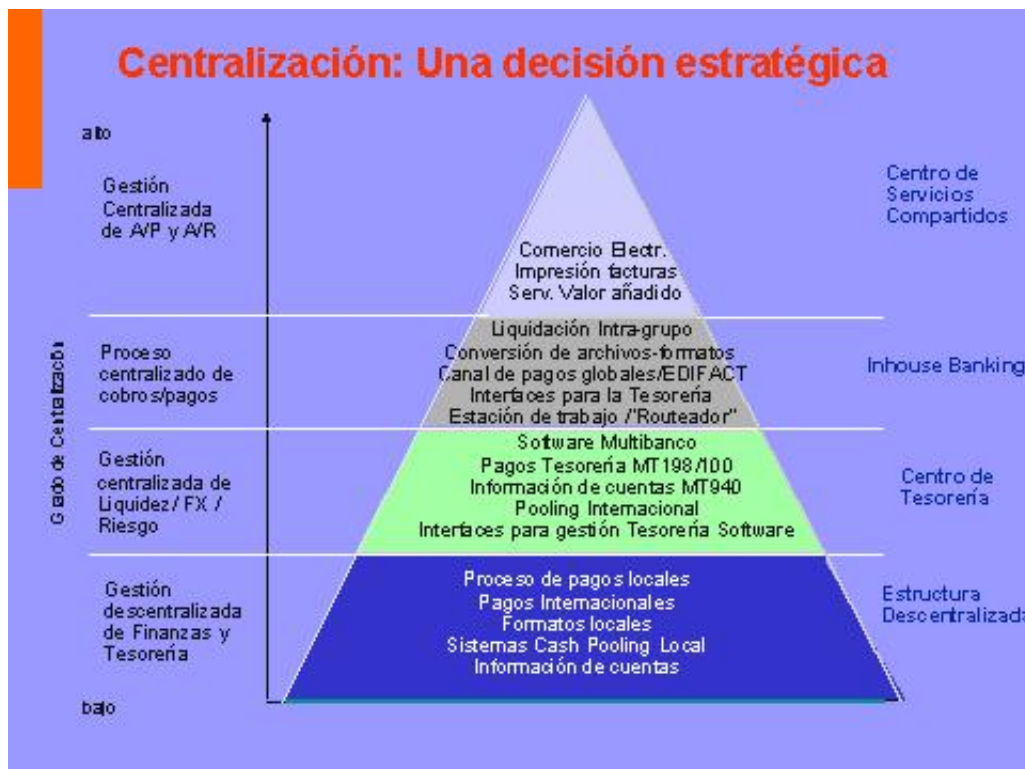 Centralización: Una decisión estratégica
alto
Gestión
Centralizada
de A/P y A/R
Comercio Electr.
Impresión facturas
Serv. Valor añadido
Centro de
Servicios
Compartidos
Grado de Centralización
Proceso
centralizado de
cobros/pagos
Liquidación Intra-grupo
Conversión de archivos-formatos
Canal de pagos globales/EDIFACT
Interfaces para la Tesorería
Estación de trabajo /"Routeador"
Inhouse Banking
Gestión
centralizada de
Liquidez / FX /
Riesgo
Software Multibanco
Pagos Tesorería MT198/100
Información de cuentas MT940
Pooling Internacional
Interfaces para gestión Tesorería Software
Centro de
Tesorería
Gestión
descentralizada
de Finanzas y
Tesorería
Proceso de pagos locales
Pagos Internacionales
Formatos locales
Sistemas Cash Pooling Local
Información de cuentas
Estructura
Descentralizada
bajo